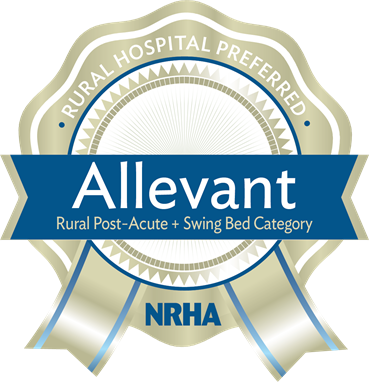 • RURAL HOSPITAL PREFERRED •
Allevant
Rural Post-Acute + Swing Bed Category
NRHA